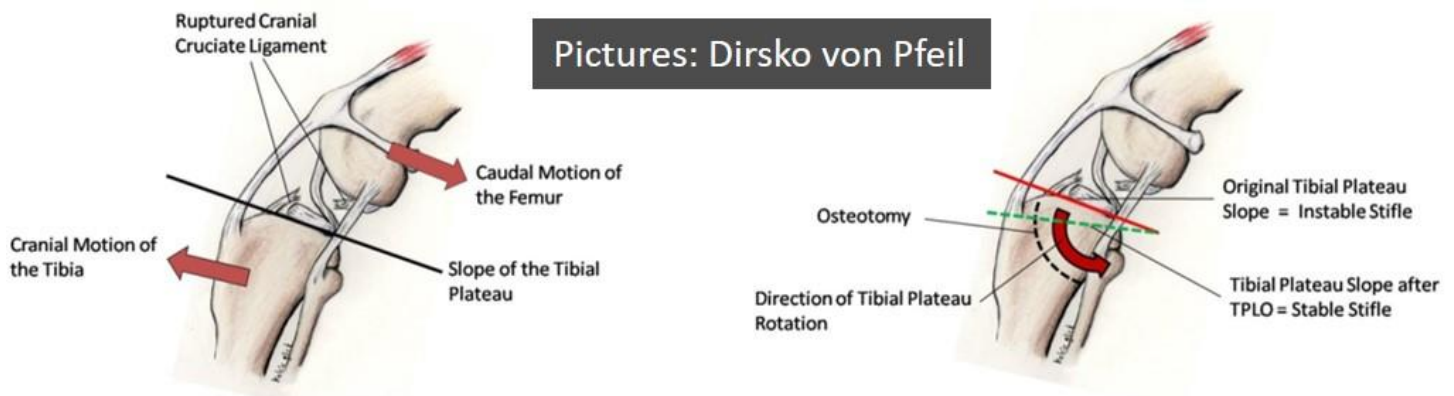 Ruptured Cranial
Cruciate Ligament
Pictures: Dirsko von Pfeil
Caudal Motion of
the Femur
Cranial Motion of
the Tibia
Slope of the Tibial
Plateau
Original Tibial Plateau
Slope = Instable Stifle
Osteotomy
Direction of Tibial Plateau
Rotation
Tibial Plateau Slope after
TPLO = Stable Stifle